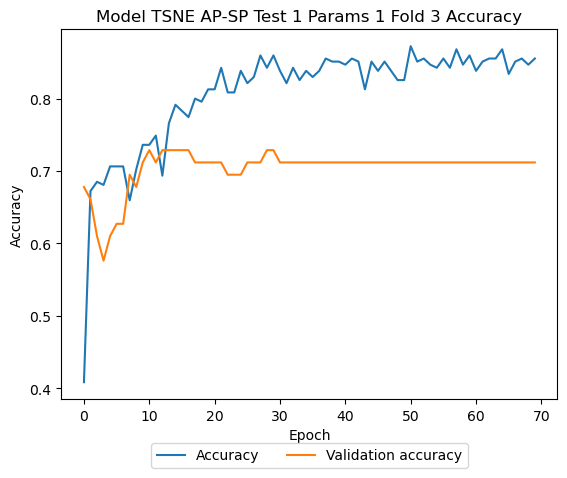 Model TSNE AP-SP Test 1 Params 1 Fold 3 Accuracy
0.8
0.7
0.6
0.5
0.4
Accuracy
0 10 20 30 40 50 60 70
Epoch
Accuracy Validation accuracy